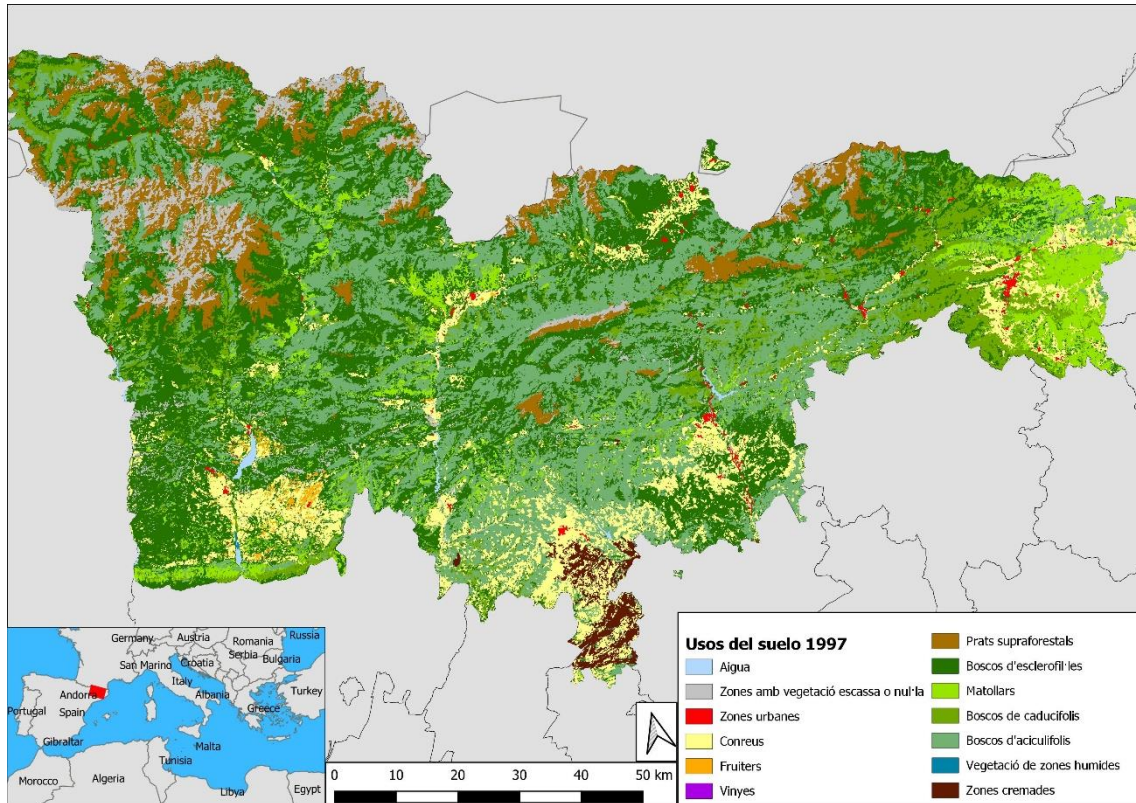 Usos del suelo 1997
Aigua
Zones amb vegetació escassa o nul·la
Zones urbanes
Conreus
Fruiters
Vinyes
Prats supraforestals
Boscos d'esclerofil·les
Matollars
Boscos de caducifolis
Boscos d'aciculifolis
Vegetació de zones humides
Zones cremades
0 10 20 30 40 50 km
Germany
Austria
Romania
Russia
San Marino
Croatia
Serbia
Bulgaria
Italy
Andorra
Albania
Turkey
Portugal
Spain
Greece
Gibraltar
Malta
Tunisia
Morocco
Algeria
Libya
Egypt